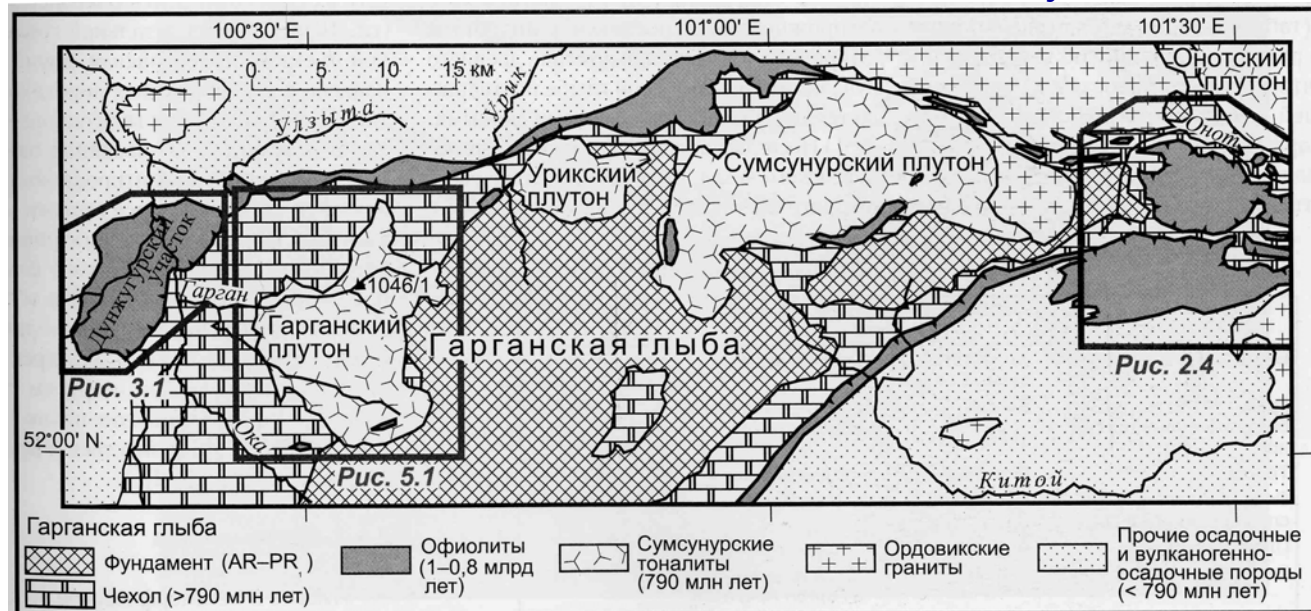 100°30' E
101°00' E
101°30' E
0 5 10 15 км
Улзыта
Урик
Онотский
плутон
Онот
Сумсунурский плутон
Урикский
плутон
Дунжугурский
участок
Гарган
1046/1
Гарганский
плутон
Гарганская глыба
Рис. 3.1
Рис. 2.4
52°00' N
Ока
Рис. 5.1
Китой
Гарганская глыба
Фундамент (AR–PR₁)
Чехол (>790 млн лет)
Офиолиты
(1–0,8 млрд
лет)
Сумсунурские
тоналиты
(790 млн лет)
Ордовикские
граниты
Прочие осадочные
и вулканогенно-
осадочные породы
(< 790 млн лет)